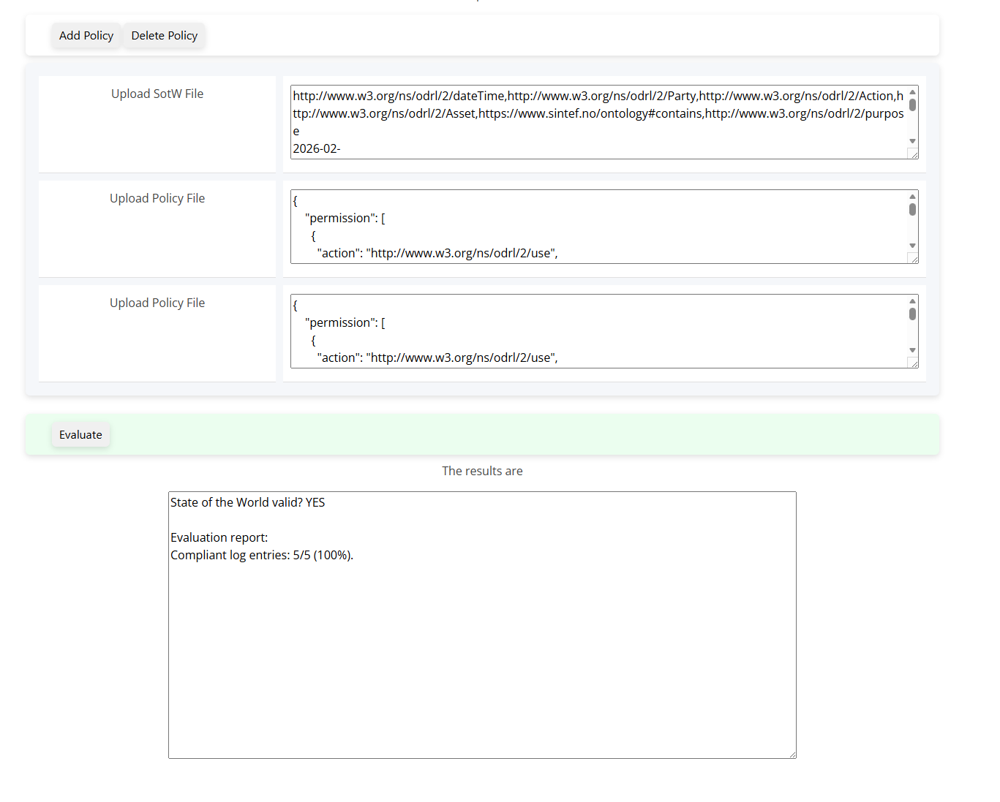 Add Policy Delete Policy
Upload SotW File
http://www.w3.org/ns/odrl/2/dateTime,http://www.w3.org/ns/odrl/2/Party,http://www.w3.org/ns/odrl/2/Action,h
ttp://www.w3.org/ns/odrl/2/Asset,https://www.sintef.no/ontology#contains,http://www.w3.org/ns/odrl/2/purpos
e
2026-02-
Upload Policy File
{
"permission": [
{
"action": "http://www.w3.org/ns/odrl/2/use",
Upload Policy File
{
"permission": [
{
"action": "http://www.w3.org/ns/odrl/2/use",
Evaluate
The results are
State of the World valid? YES
Evaluation report:
Compliant log entries: 5/5 (100%).